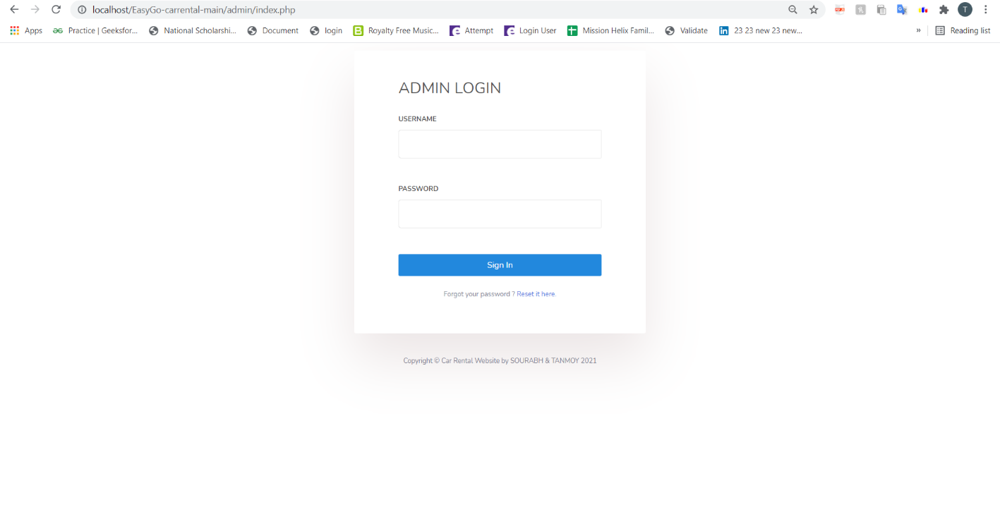 localhost/EasyGo-carrental-main/admin/index.php
T
Apps Practice | Geeksfor... National Scholarshi... Document login Royalty Free Music... Attempt Login User Mission Helix Famil... Validate 23 23 new 23 new... » Reading list
ADMIN LOGIN
USERNAME
PASSWORD
Sign In
Forgot your password ? Reset it here.
Copyright © Car Rental Website by SOURABH & TANMOY 2021